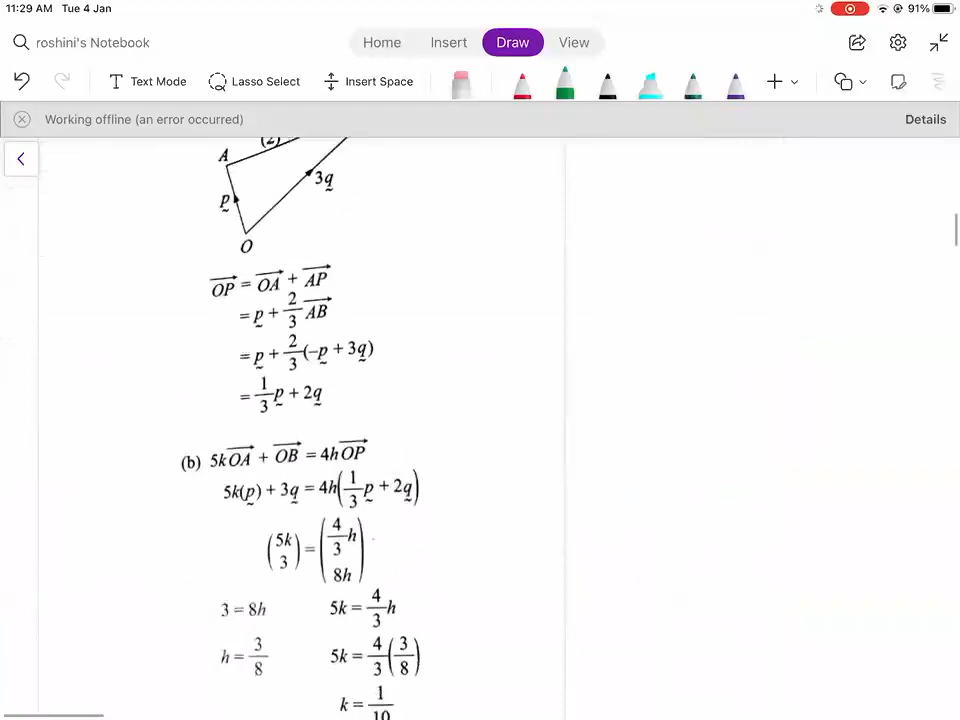 11:29 AM Tue 4 Jan 91%
roshini's Notebook Home Insert Draw View
Text Mode Lasso Select Insert Space
Working offline (an error occurred) Details
(2)
A
3q
p
O
OP = OA + AP
= p + 2/3 AB
= p + 2/3(−p + 3q)
= 1/3 p + 2q
(b) 5kOA + OB = 4hOP
5k(p) + 3q = 4h(1/3 p + 2q)
(5k 3) = (4/3 h 8h)
3 = 8h 5k = 4/3 h
h = 3/8 5k = 4/3(3/8)
k = 1/10